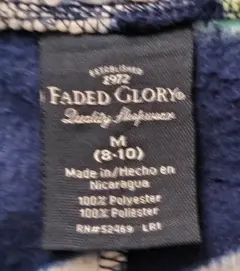 ESTABLISHED
1972
FADED GLORY®
Quality Sleepwear
M
(8-10)
Made in/Hecho en
Nicaragua
100% Polyester
100% Poliéster
RN#52469 LR1